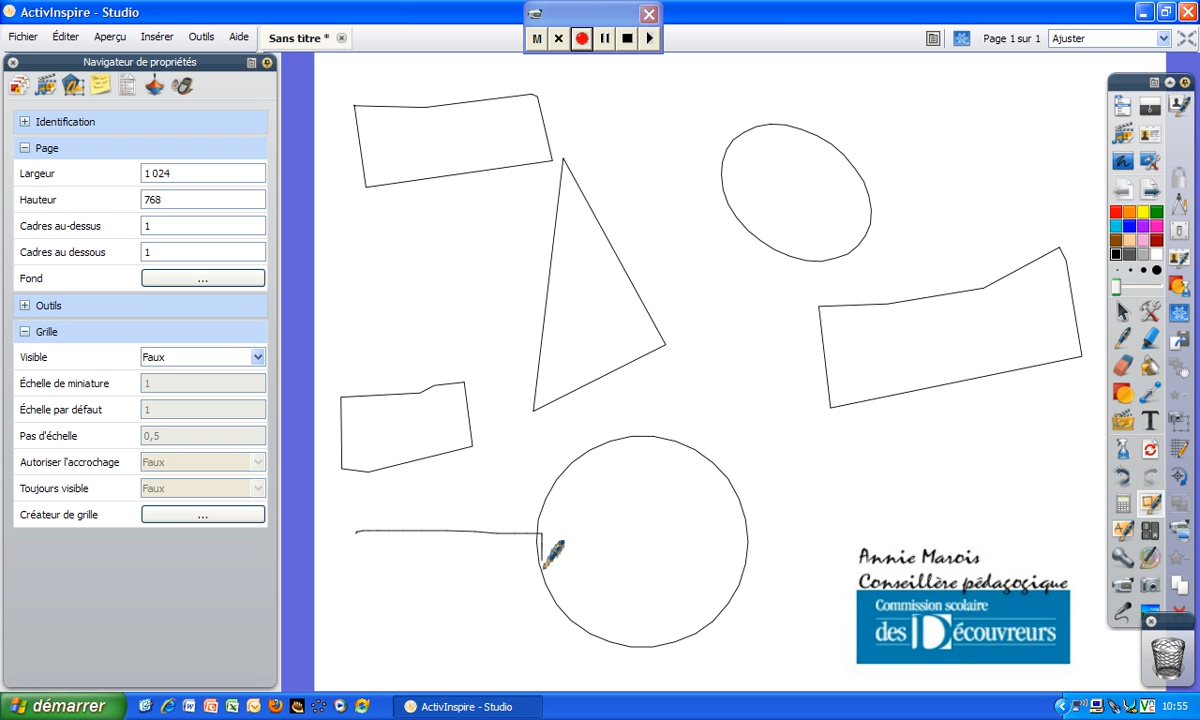 ActivInspire - Studio
Fichier Éditer Aperçu Insérer Outils Aide
Sans titre *
M
Page 1 sur 1
Ajuster
Navigateur de propriétés
Identification
Page
Largeur 1 024
Hauteur 768
Cadres au-dessus 1
Cadres au dessous 1
Fond ...
Outils
Grille
Visible Faux
Échelle de miniature 1
Échelle par défaut 1
Pas d'échelle 0,5
Autoriser l'accrochage Faux
Toujours visible Faux
Créateur de grille ...
Annie Marois
Conseillère pédagogique
Commission scolaire
des Découvreurs
démarrer
ActivInspire - Studio
10:55